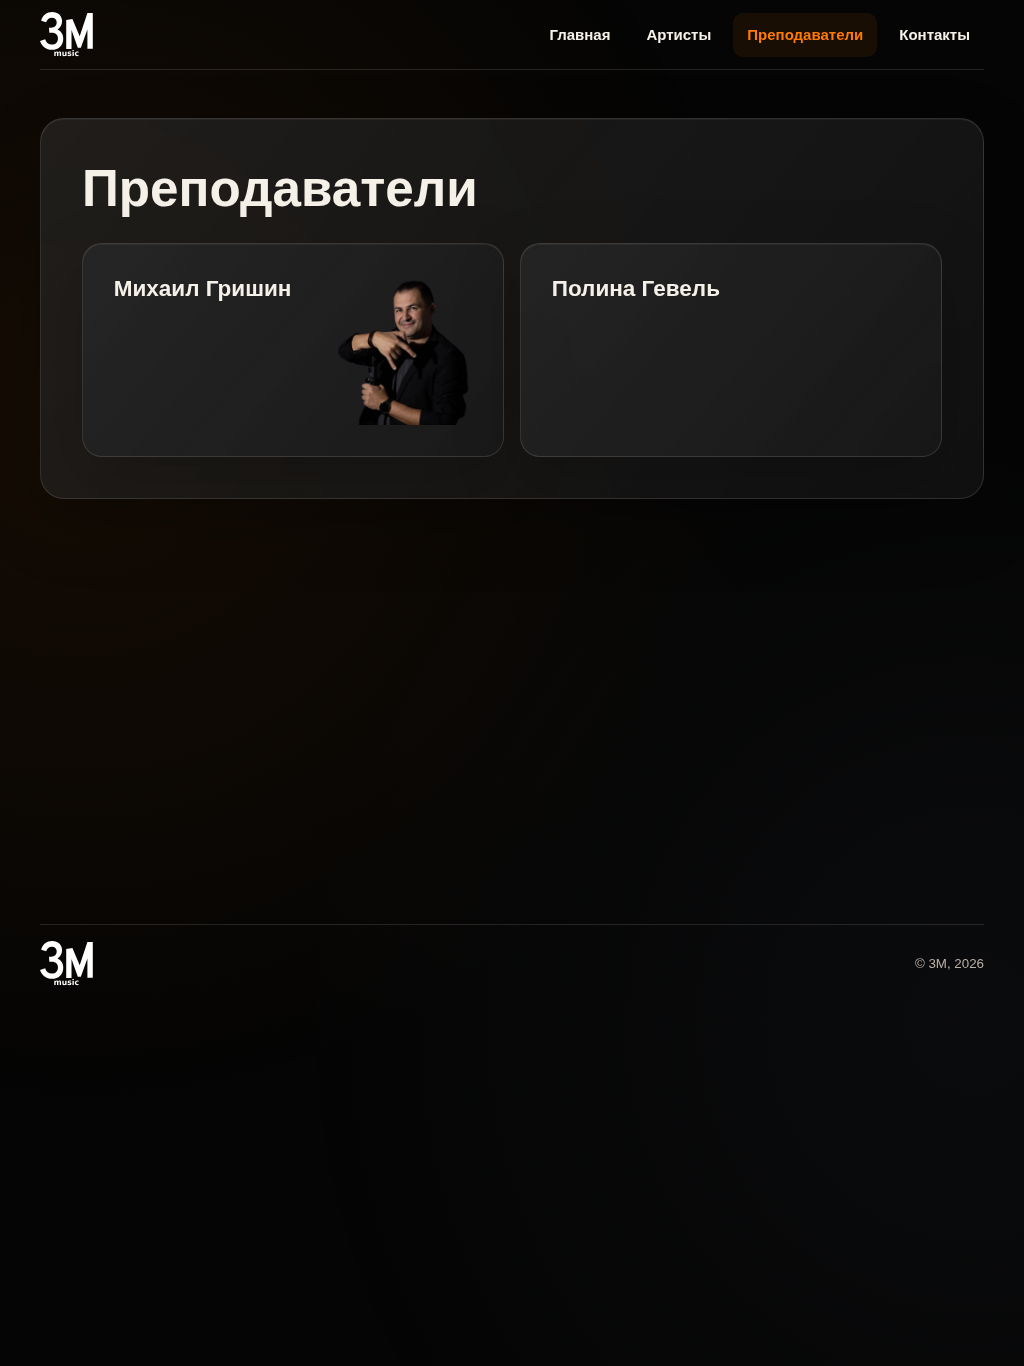 3M
music
Главная
Артисты
Преподаватели
Контакты
Преподаватели
Михаил Гришин
Полина Гевель
3M
music
© 3M, 2026